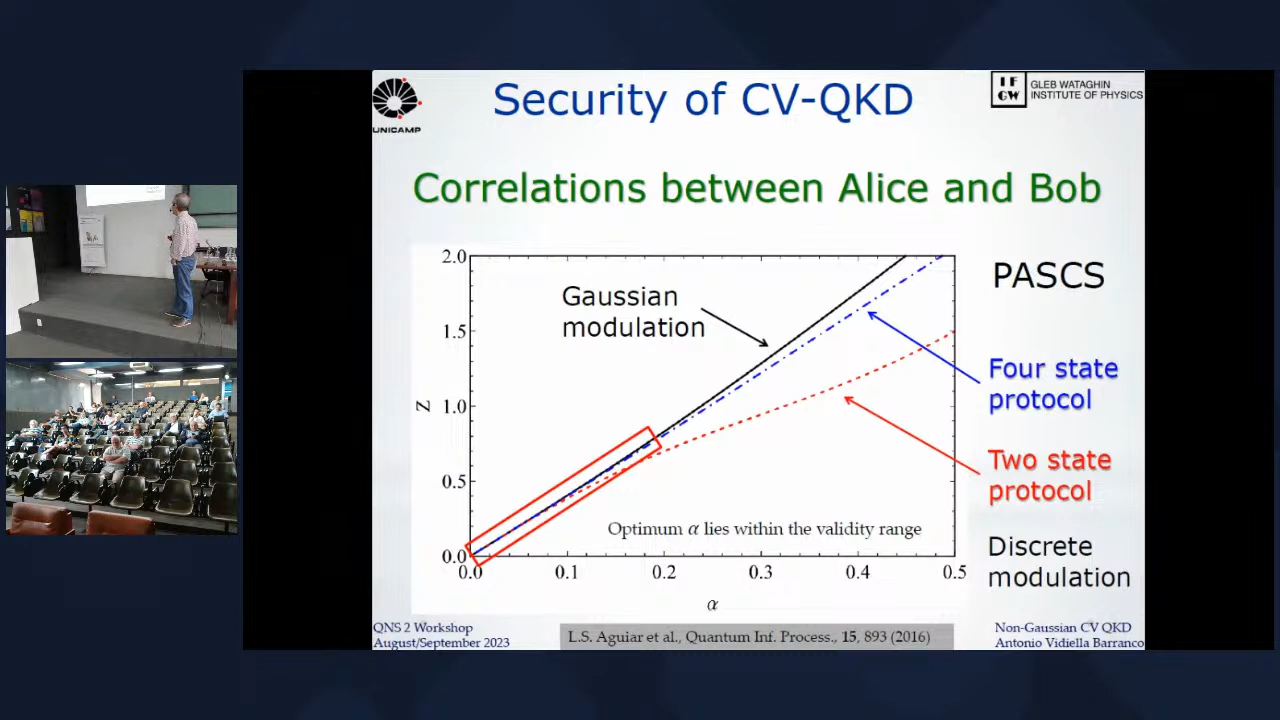 Security of CV-QKD
UNICAMP
I F
GW
GLEB WATAGHIN
INSTITUTE OF PHYSICS
Correlations between Alice and Bob
PASCS
Gaussian
modulation
Four state
protocol
Two state
protocol
Discrete
modulation
Z
2.0
1.5
1.0
0.5
0.0
0.0 0.1 0.2 0.3 0.4 0.5
α
Optimum α lies within the validity range
QNS 2 Workshop
August/September 2023
L.S. Aguiar et al., Quantum Inf. Process., 15, 893 (2016)
Non-Gaussian CV QKD
Antonio Vidiella Barranco